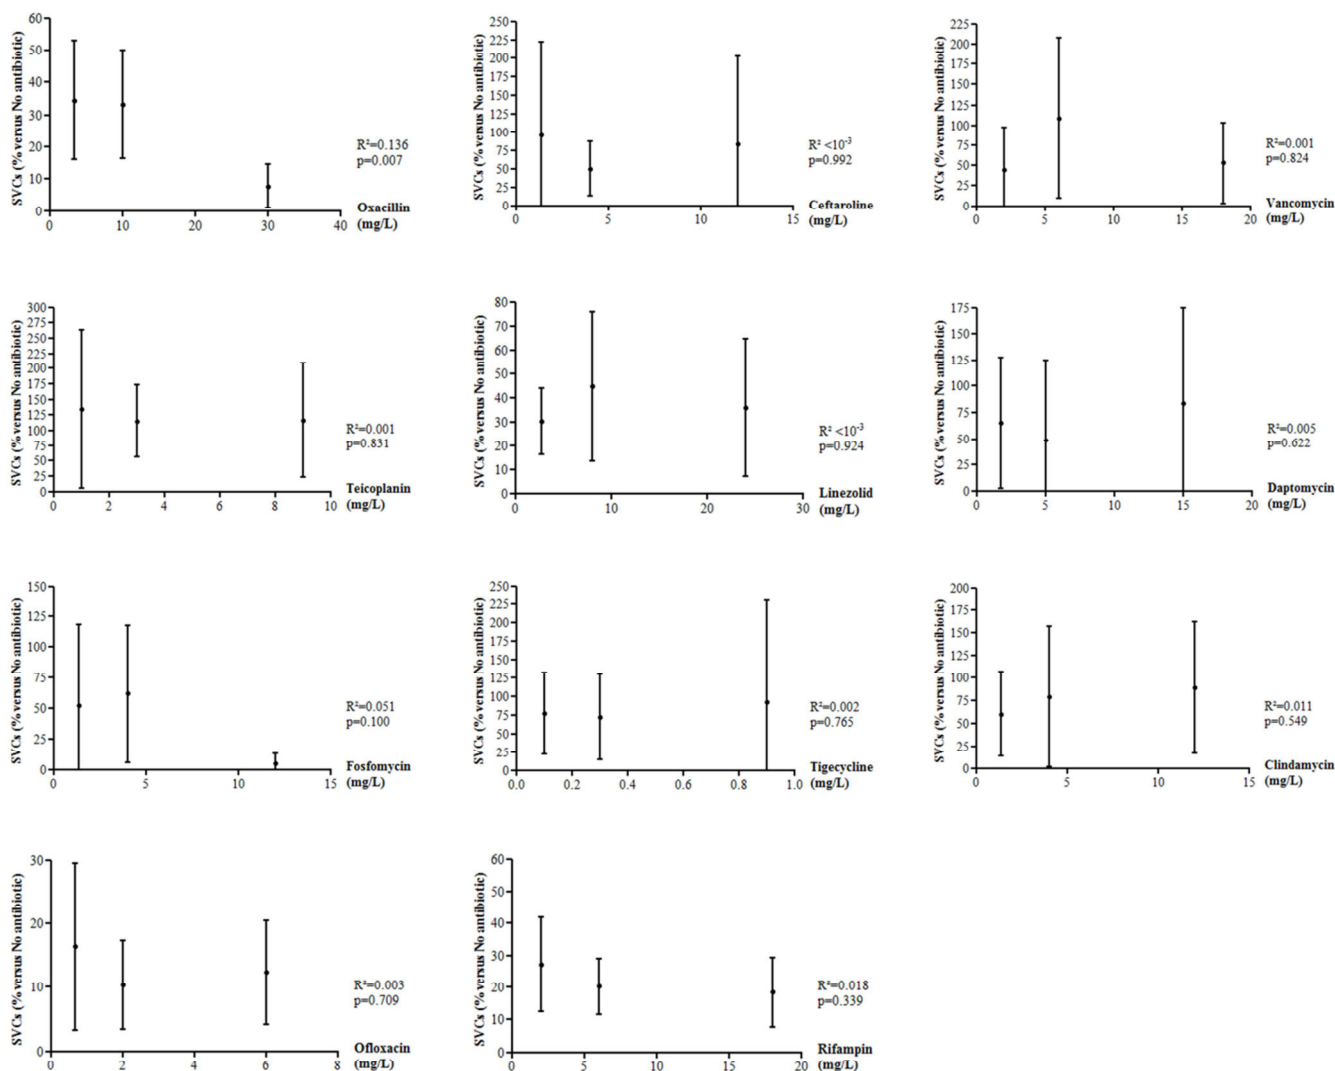 SVCs (% versus No antibiotic)
60
50
40
30
20
10
0
0 10 20 30 40
R²=0.136
p=0.007
Oxacillin
(mg/L)
SVCs (% versus No antibiotic)
250
225
200
175
150
125
100
75
50
25
0
0 5 10 15
R² <10⁻³
p=0.992
Ceftaroline
(mg/L)
SVCs (% versus No antibiotic)
225
200
175
150
125
100
75
50
25
0
0 5 10 15 20
R²=0.001
p=0.824
Vancomycin
(mg/L)
SVCs (% versus No antibiotic)
300
275
250
225
200
175
150
125
100
75
50
25
0
0 2 4 6 8 10
R²=0.001
p=0.831
Teicoplanin
(mg/L)
SVCs (% versus No antibiotic)
80
70
60
50
40
30
20
10
0
0 10 20 30
R² <10⁻³
p=0.924
Linezolid
(mg/L)
SVCs (% versus No antibiotic)
175
150
125
100
75
50
25
0
0 5 10 15 20
R²=0.005
p=0.622
Daptomycin
(mg/L)
SVCs (% versus No antibiotic)
150
125
100
75
50
25
0
0 5 10 15
R²=0.051
p=0.100
Fosfomycin
(mg/L)
SVCs (% versus No antibiotic)
250
225
200
175
150
125
100
75
50
25
0
0.0 0.2 0.4 0.6 0.8 1.0
R²=0.002
p=0.765
Tigecycline
(mg/L)
SVCs (% versus No antibiotic)
200
175
150
125
100
75
50
25
0
0 5 10 15
R²=0.011
p=0.549
Clindamycin
(mg/L)
SVCs (% versus No antibiotic)
30
20
10
0
0 2 4 6 8
R²=0.003
p=0.709
Ofloxacin
(mg/L)
SVCs (% versus No antibiotic)
60
50
40
30
20
10
0
0 5 10 15 20
R²=0.018
p=0.339
Rifampin
(mg/L)